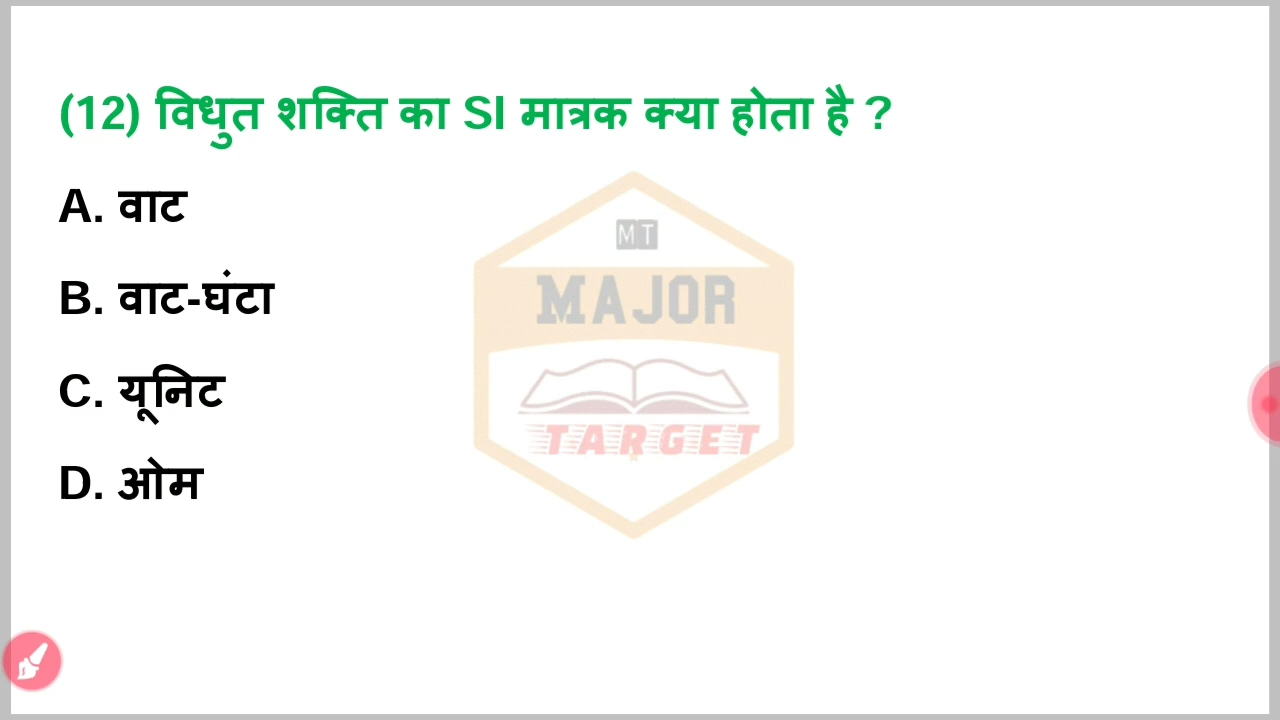 (12) विधुत शक्ति का SI मात्रक क्या होता है ?
A. वाट
B. वाट-घंटा
C. यूनिट
D. ओम
MT
MAJOR
TARGET